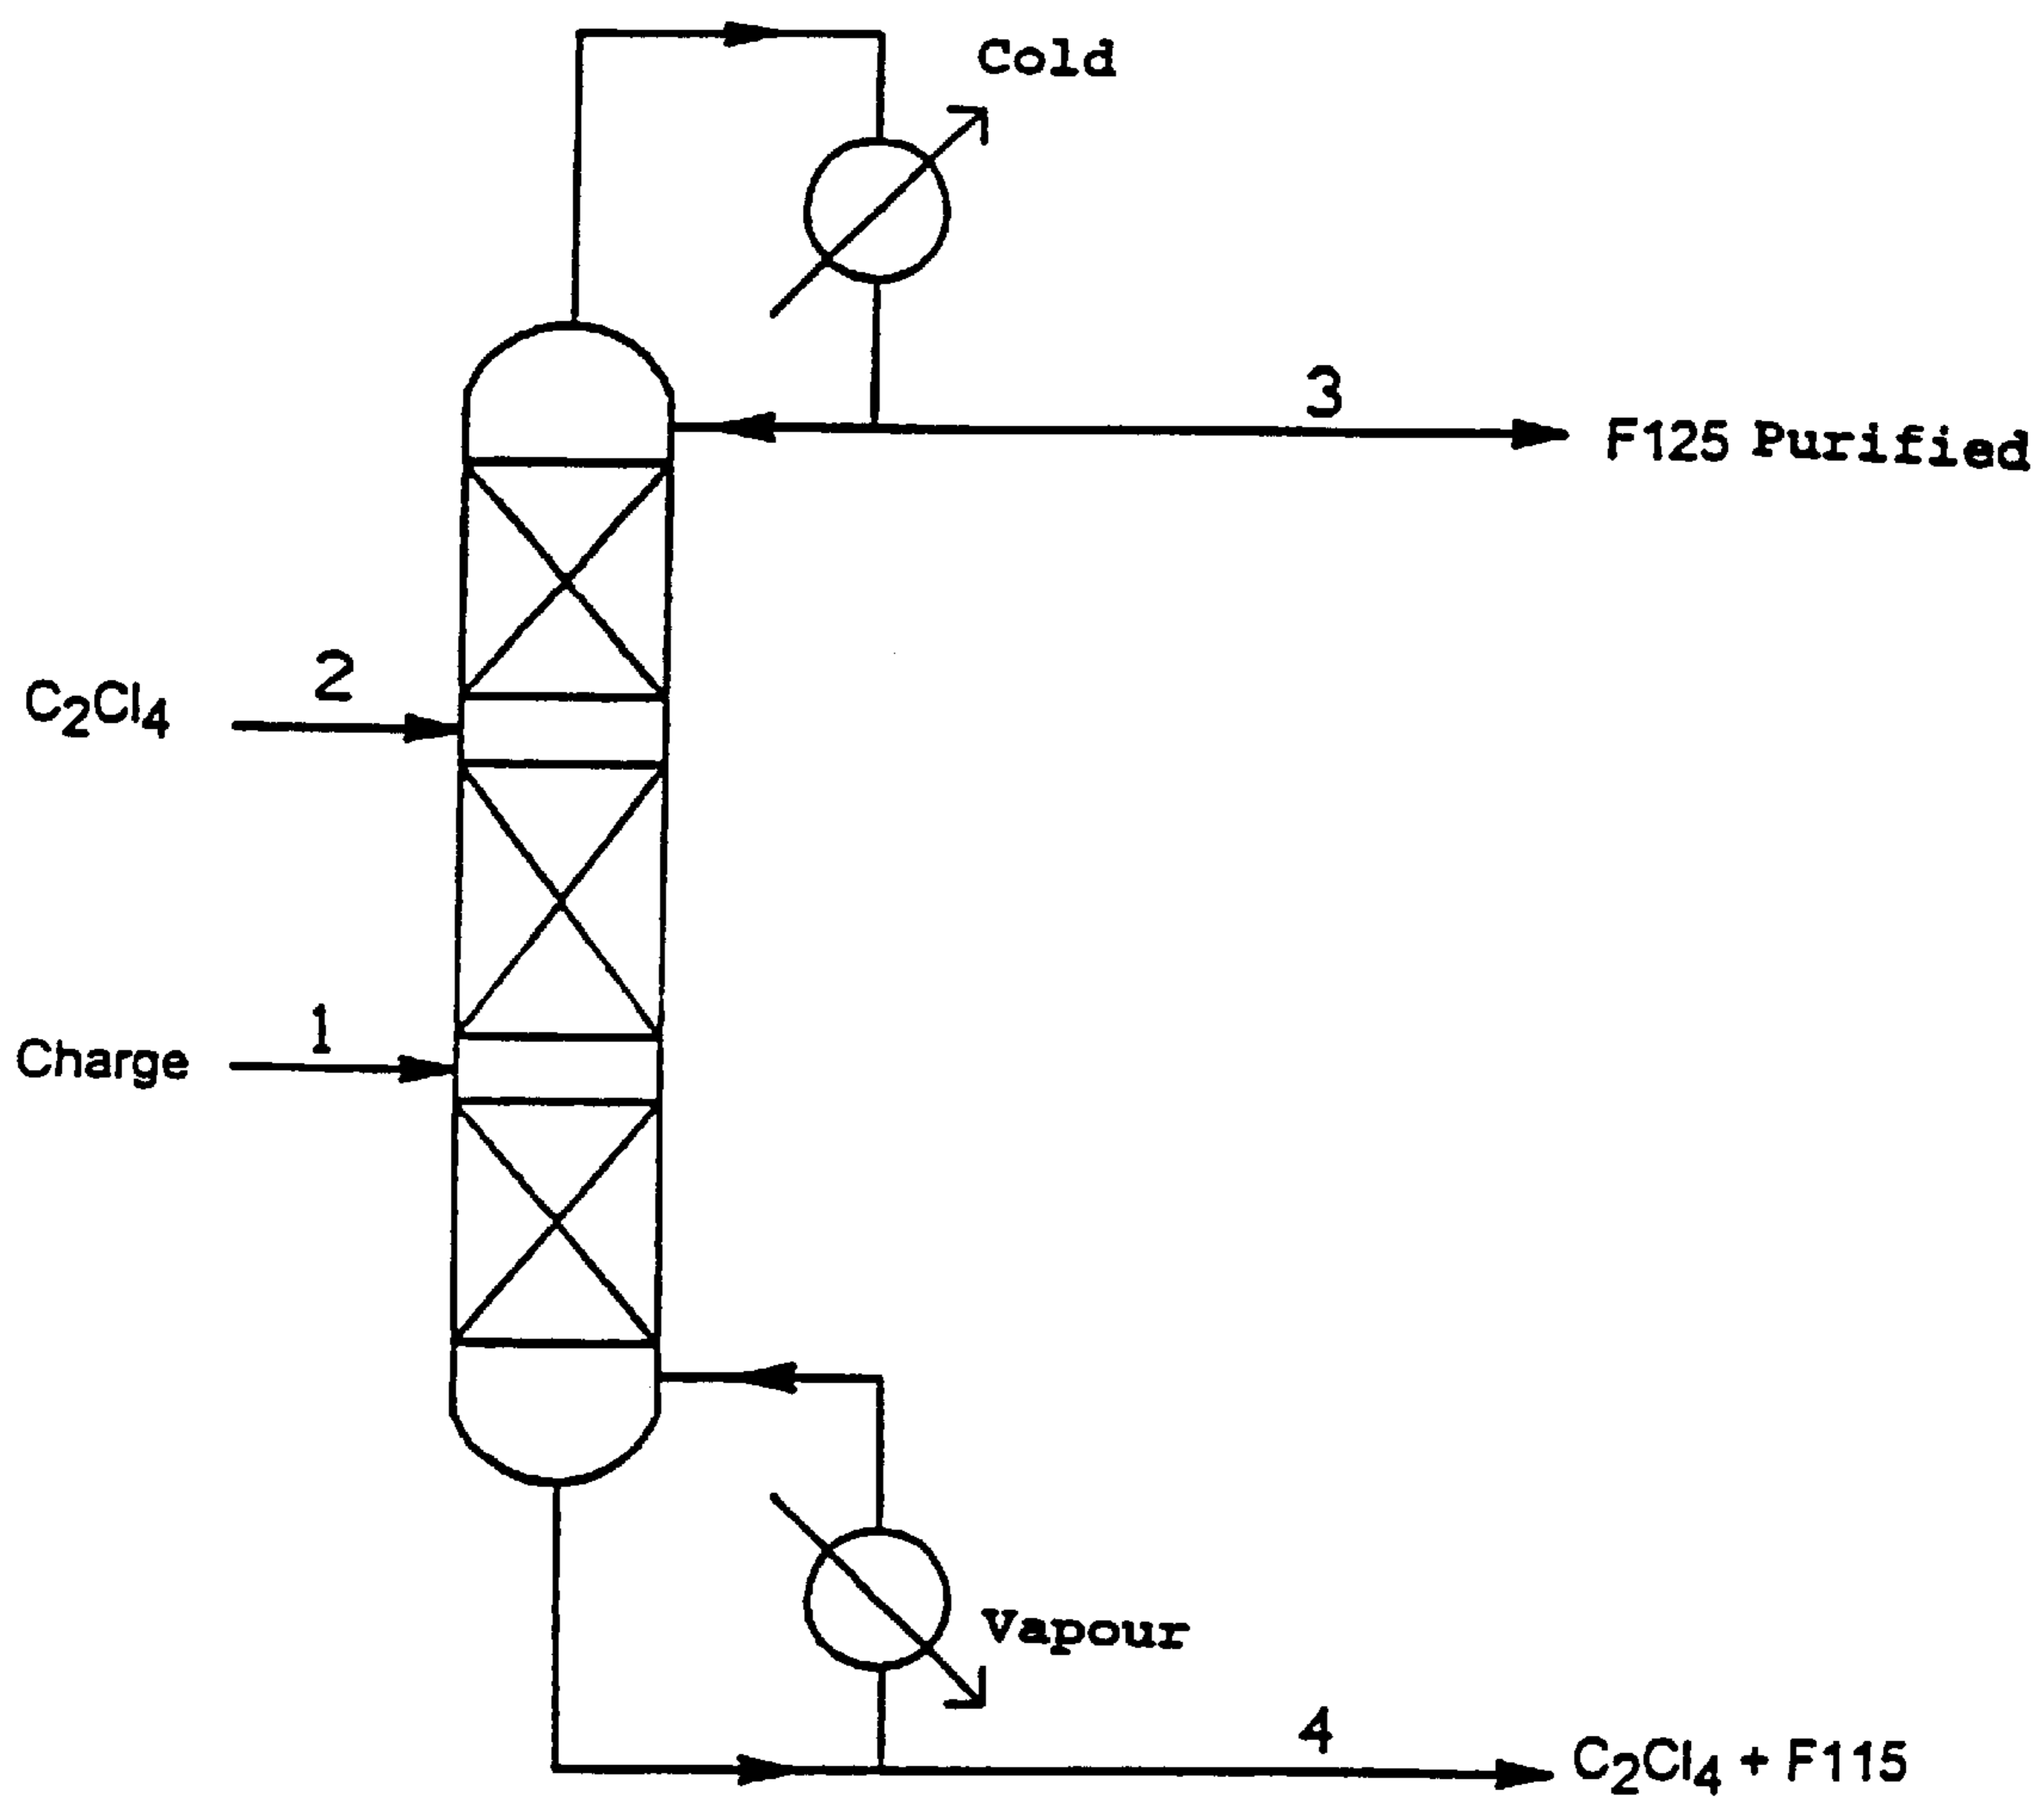 Cold
3
F125 Purified
2
C₂Cl₄
1
Charge
Vapour
4
C₂Cl₄ + F115